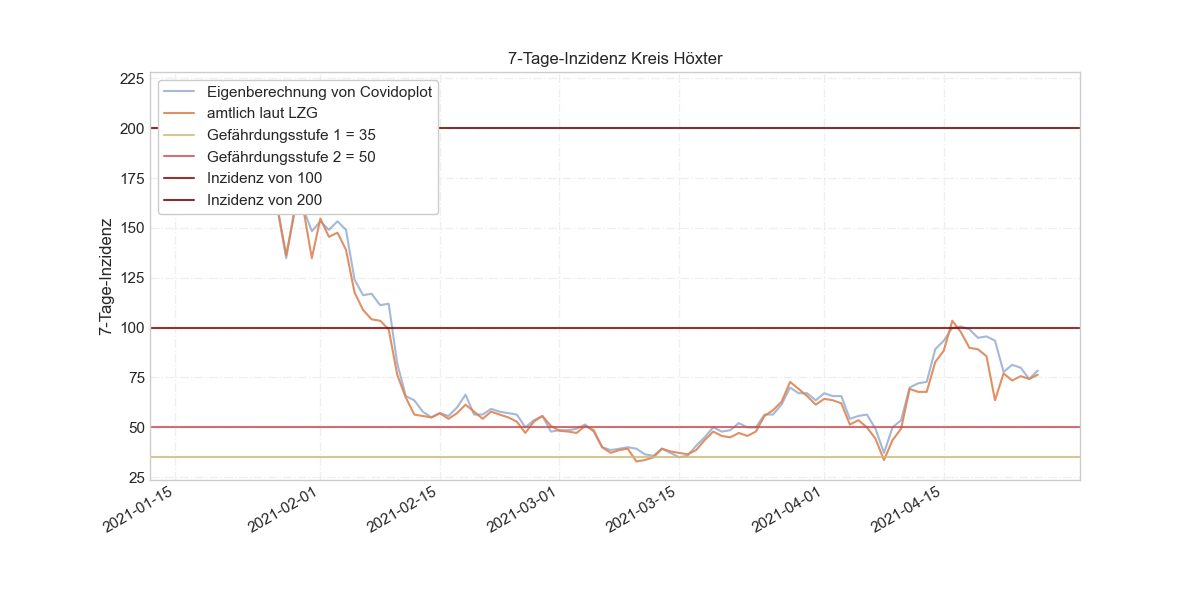 7-Tage-Inzidenz Kreis Höxter
225
200
175
150
125
100
75
50
25
7-Tage-Inzidenz
Eigenberechnung von Covidoplot
amtlich laut LZG
Gefährdungsstufe 1 = 35
Gefährdungsstufe 2 = 50
Inzidenz von 100
Inzidenz von 200
2021-01-15
2021-02-01
2021-02-15
2021-03-01
2021-03-15
2021-04-01
2021-04-15